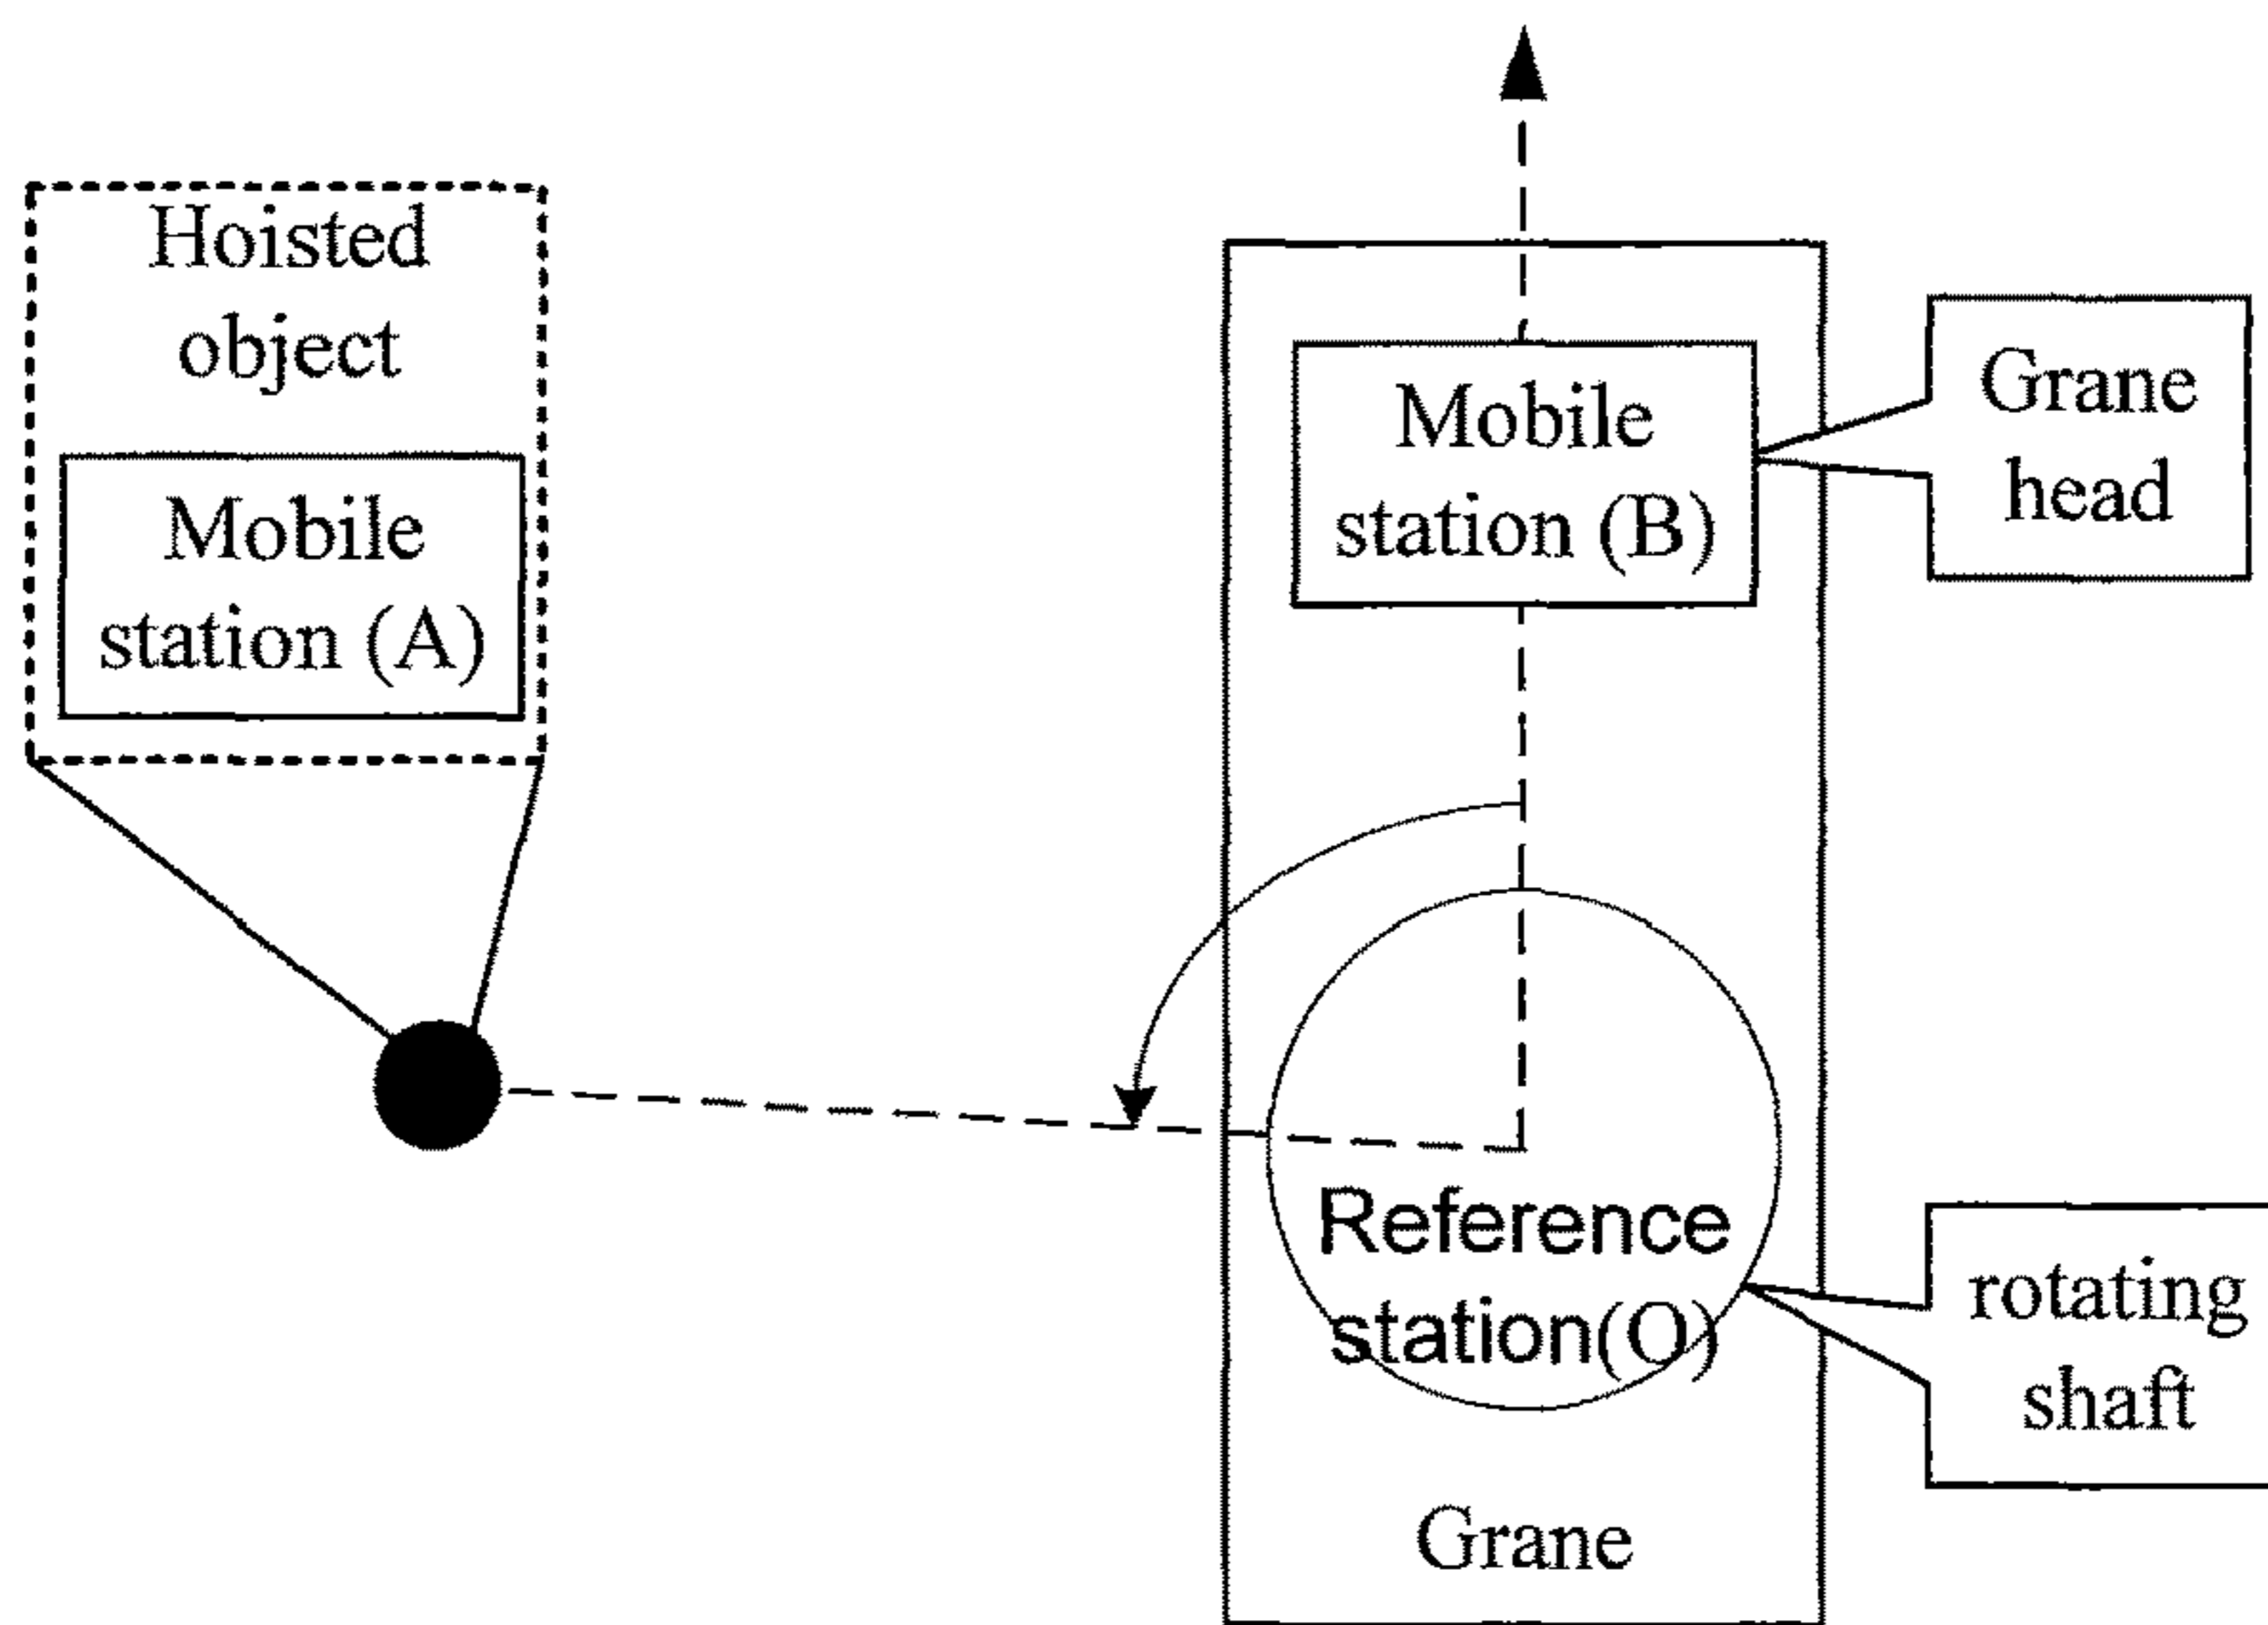 Hoisted
object
Mobile
station (A)
Mobile
station (B)
Grane
head
Reference
station(O)
rotating
shaft
Grane